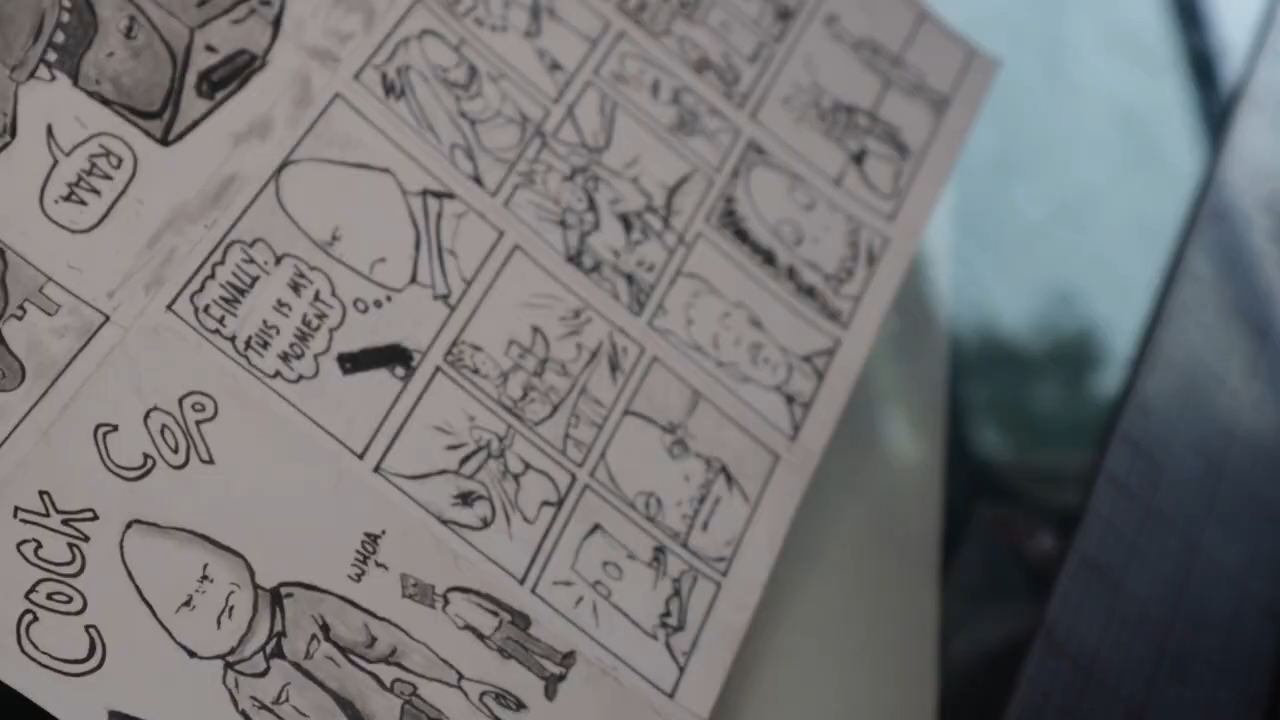 RAAA.
FINALLY.
THIS IS MY
MOMENT
COCK COP
WHOA.